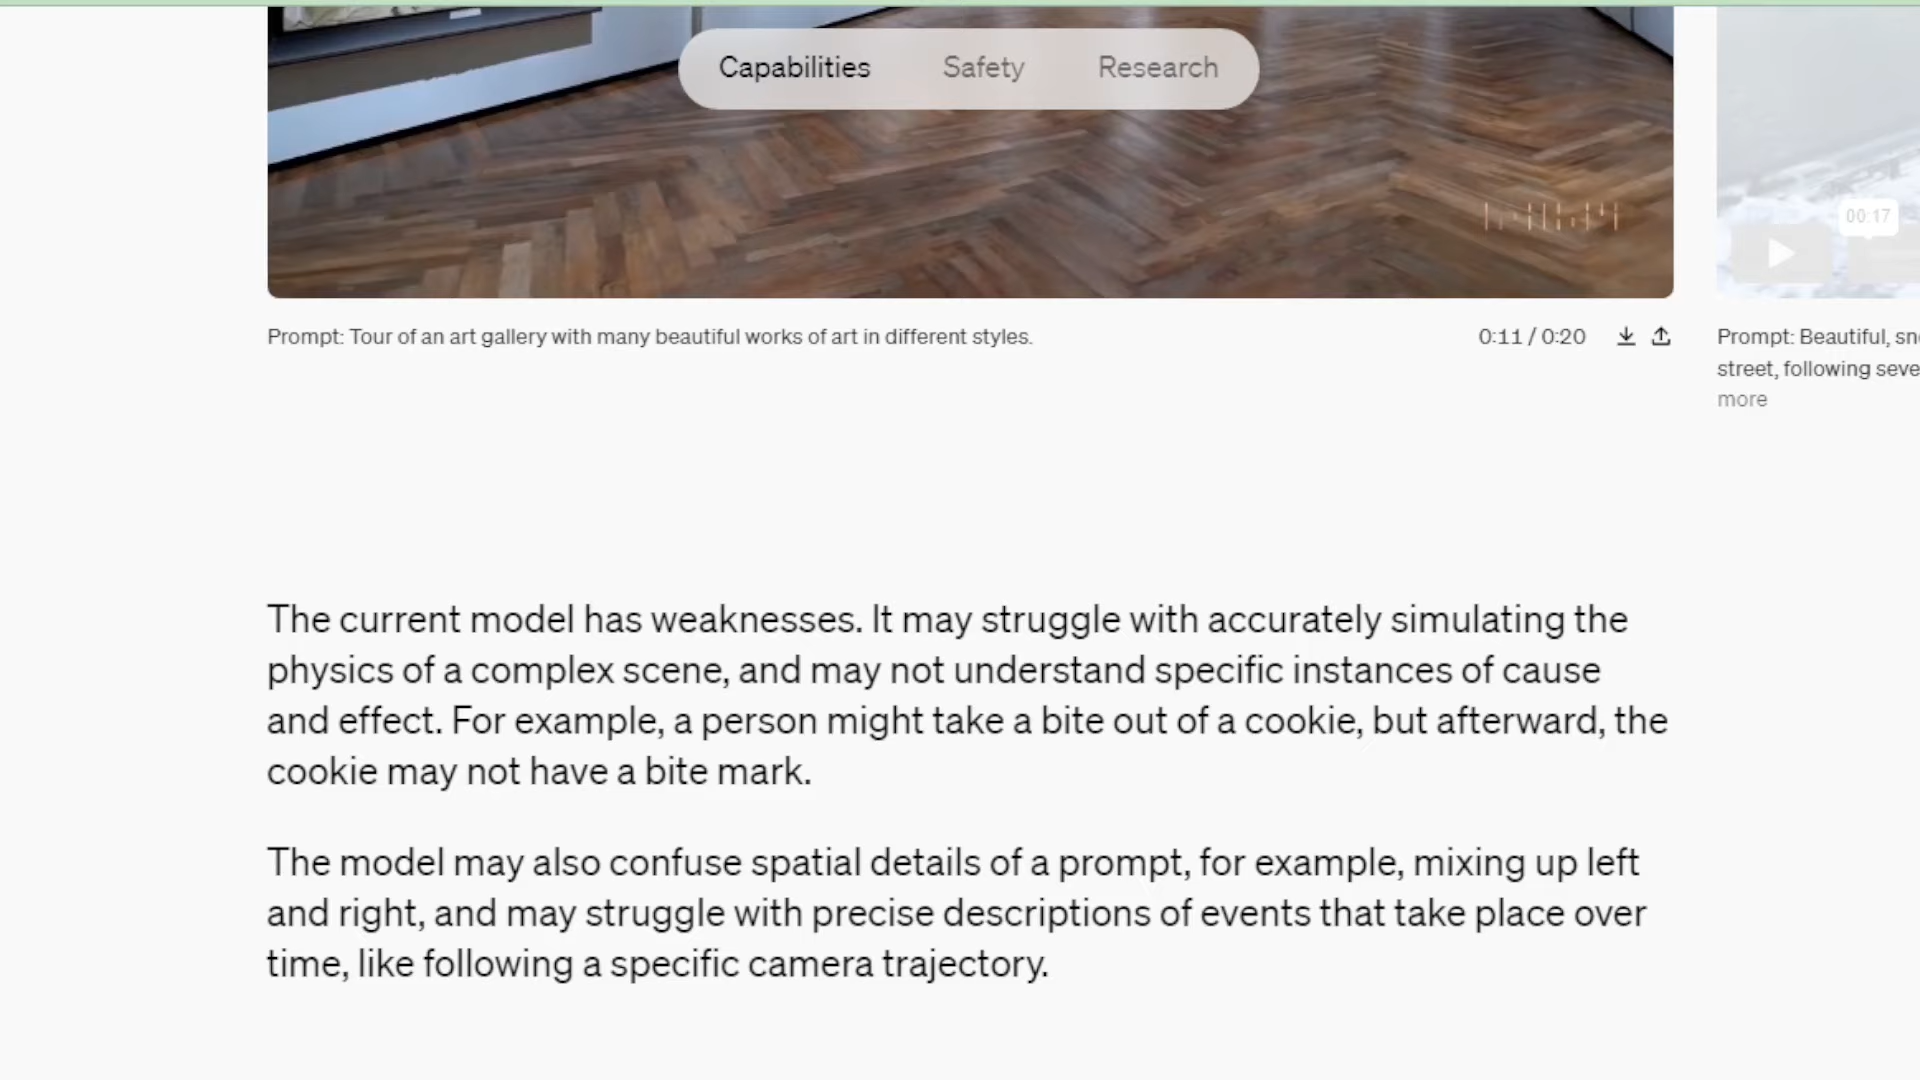 Capabilities
Safety
Research
00:17
Prompt: Tour of an art gallery with many beautiful works of art in different styles.
0:11 / 0:20
Prompt: Beautiful,
street, following
more
The current model has weaknesses. It may struggle with accurately simulating the
physics of a complex scene, and may not understand specific instances of cause
and effect. For example, a person might take a bite out of a cookie, but afterward, the
cookie may not have a bite mark.
The model may also confuse spatial details of a prompt, for example, mixing up left
and right, and may struggle with precise descriptions of events that take place over
time, like following a specific camera trajectory.